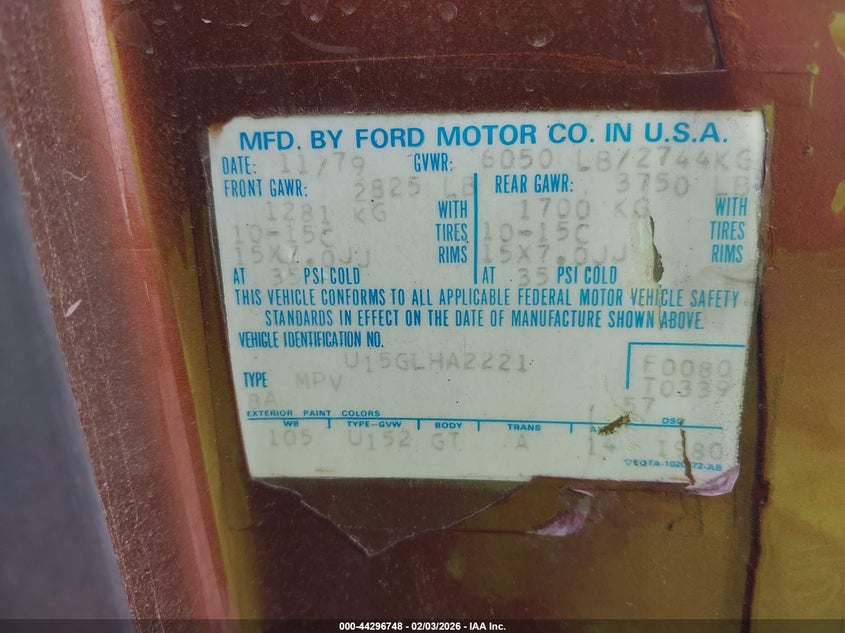 MFD. BY FORD MOTOR CO. IN U.S.A.
DATE: 11/79 GVWR: 6050 LB/2744KG
FRONT GAWR: 2825 LB REAR GAWR: 3750 LB
1281 KG WITH 1700 KG WITH
10-15C TIRES 10-15C TIRES
15X7.0JJ RIMS 15X7.0JJ RIMS
AT 35 PSI COLD AT 35 PSI COLD
THIS VEHICLE CONFORMS TO ALL APPLICABLE FEDERAL MOTOR VEHICLE SAFETY
STANDARDS IN EFFECT ON THE DATE OF MANUFACTURE SHOWN ABOVE.
VEHICLE IDENTIFICATION NO.
U15GLHA2221
F0080
TYPE MPV T0339
8A 57
EXTERIOR PAINT COLORS
WB TYPE-GVW BODY TRANS DSO
105 U152 GT A
000-44296748 - 02/03/2026 - IAA Inc.